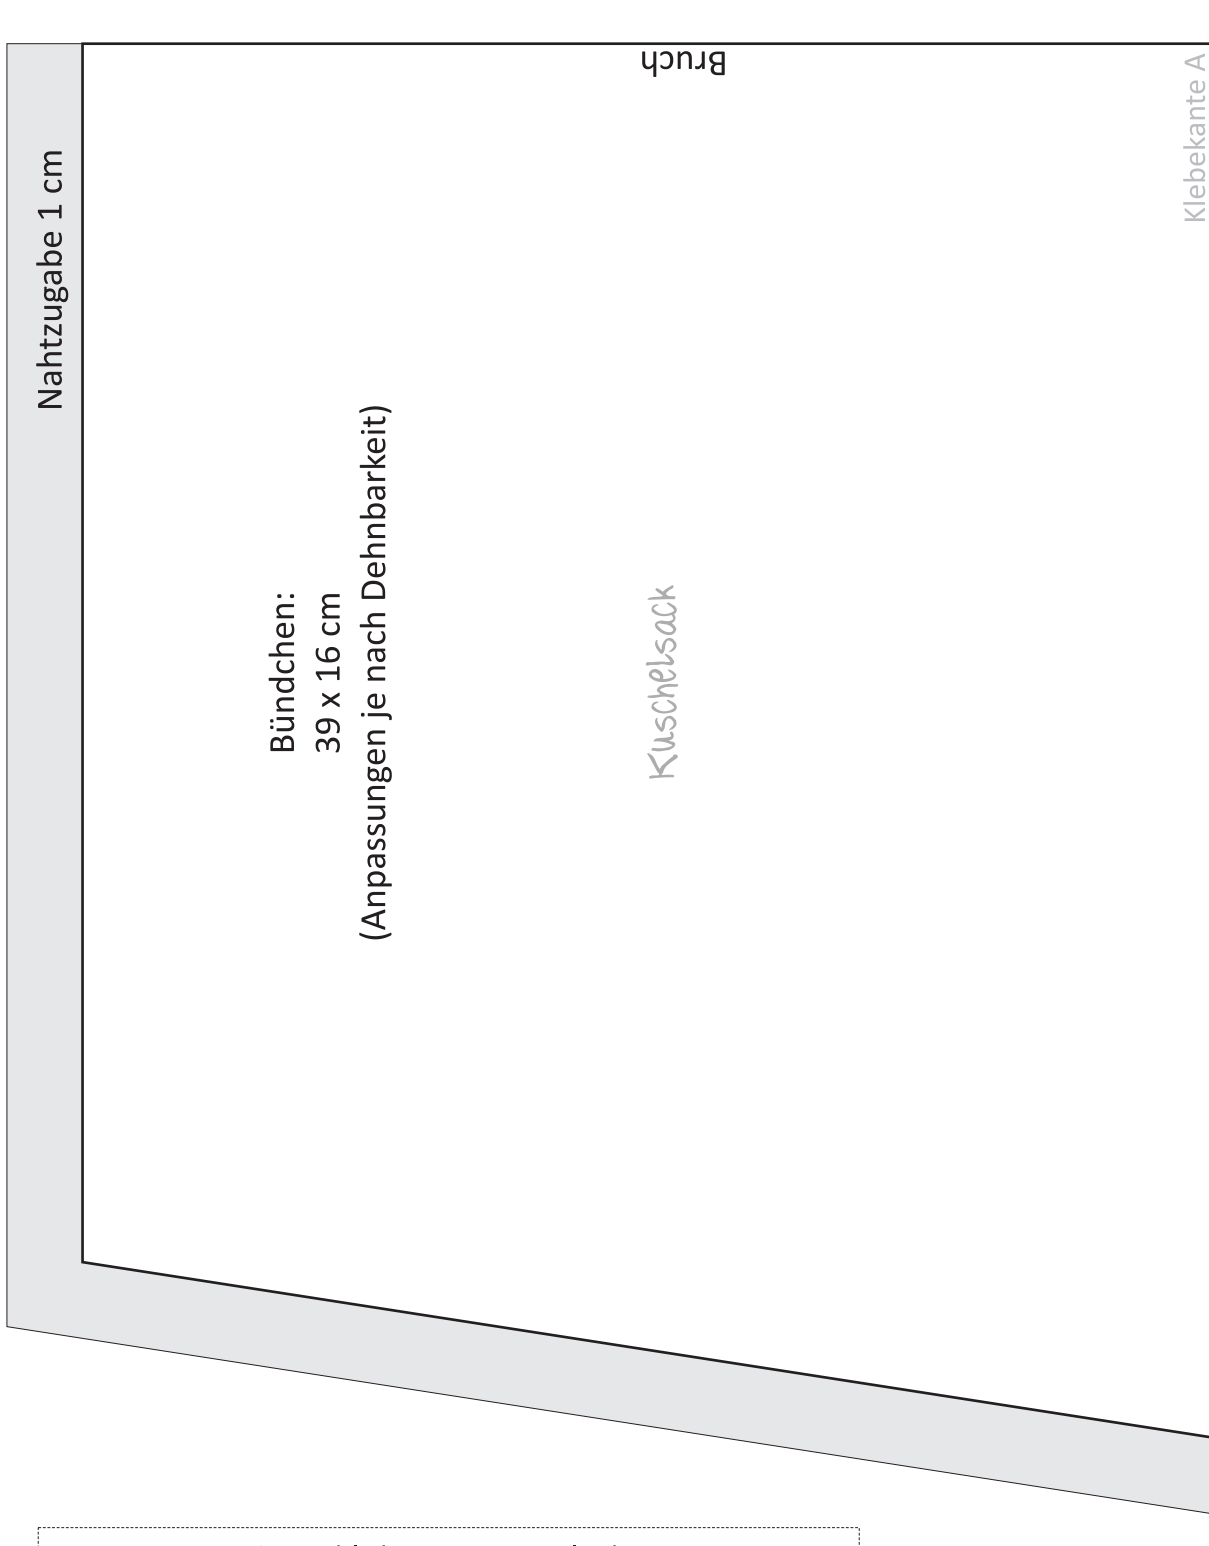 Bruch
Klebekante A
Nahtzugabe 1 cm
Bündchen:
39 x 16 cm
(Anpassungen je nach Dehnbarkeit)
Kuschelsack